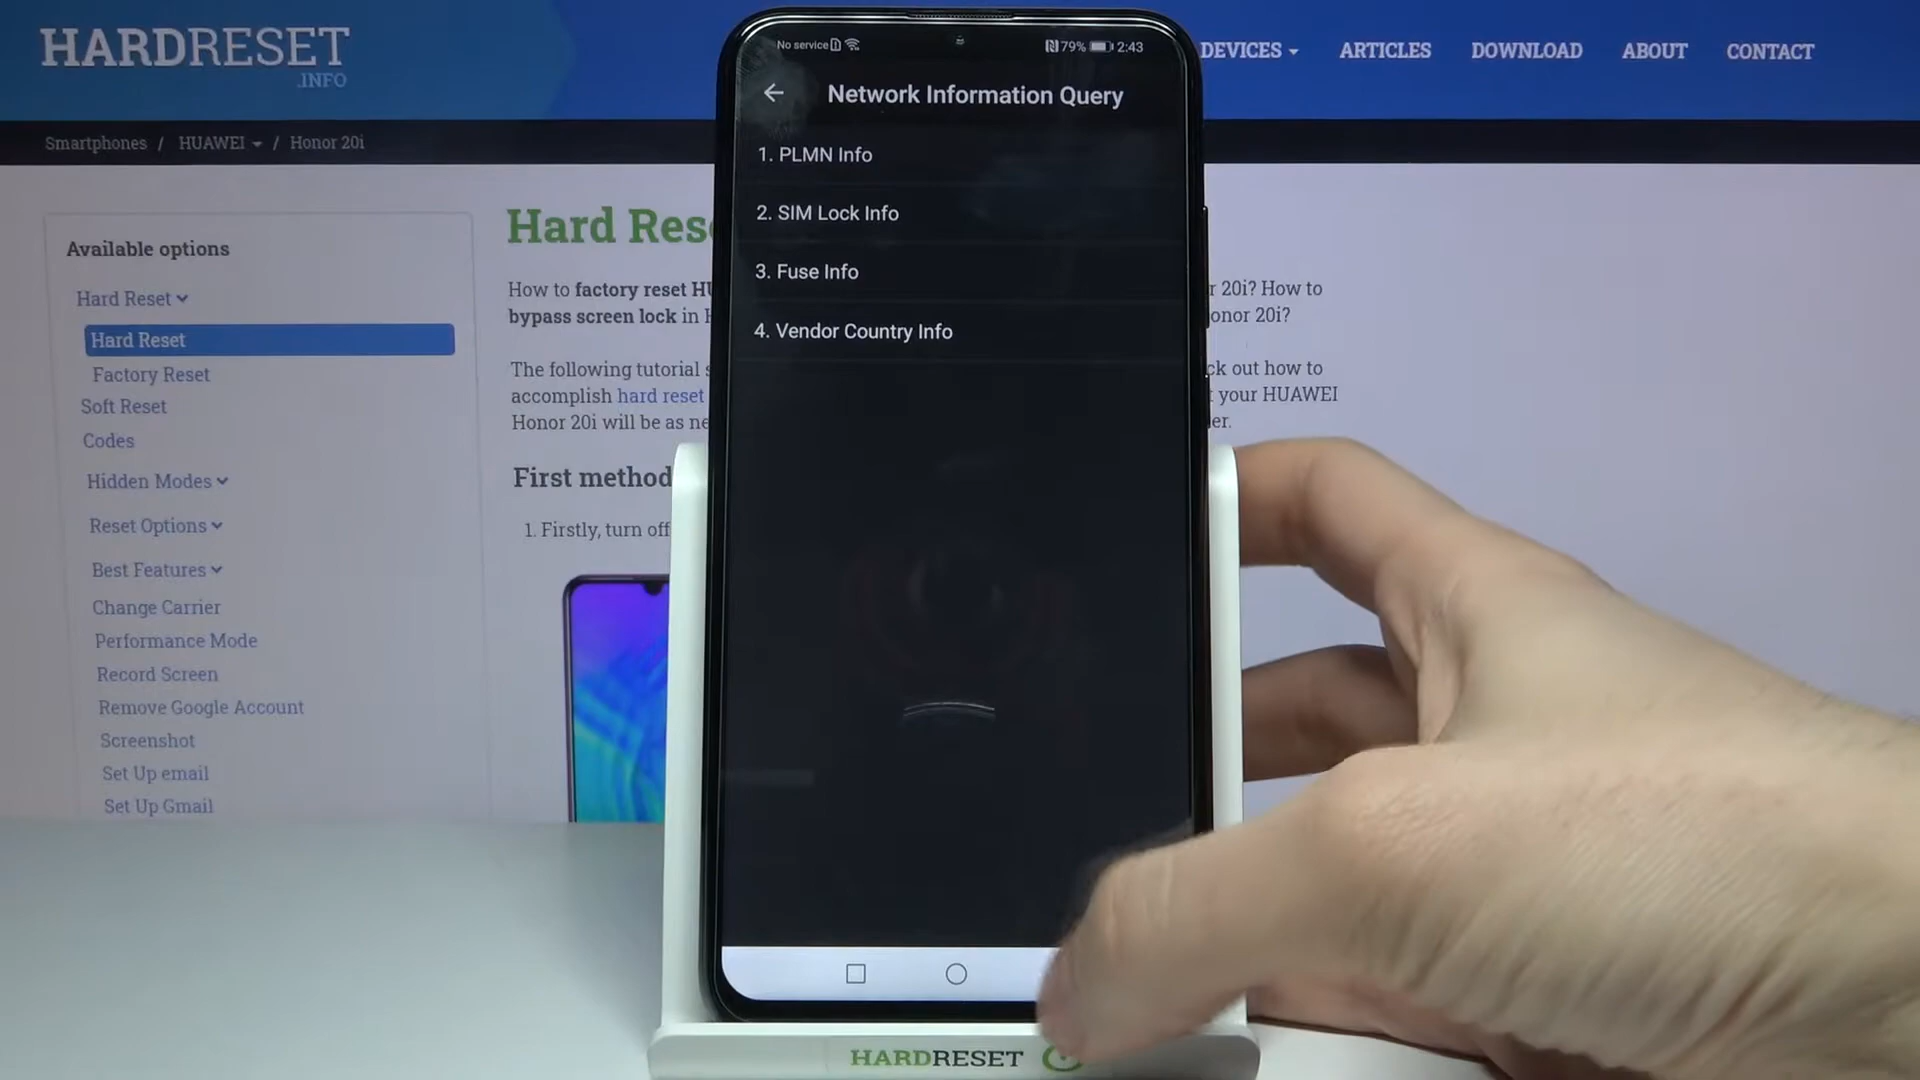 HARDRESET
.INFO
DEVICES
ARTICLES
DOWNLOAD
ABOUT
CONTACT
Smartphones / HUAWEI / Honor 20i
Available options
Hard Reset
Hard Reset
Factory Reset
Soft Reset
Codes
Hidden Modes
Reset Options
Best Features
Change Carrier
Performance Mode
Record Screen
Remove Google Account
Screenshot
Set Up email
Set Up Gmail
Hard
How to factory reset
20i? How to
bypass screen lock in
20i?
The following tutorial
out how to
accomplish hard reset
your HUAWEI
Honor 20i will be as
First method
1. Firstly, turn off
No service
79%
2:43
Network Information Query
1. PLMN Info
2. SIM Lock Info
3. Fuse Info
4. Vendor Country Info
HARDRESET